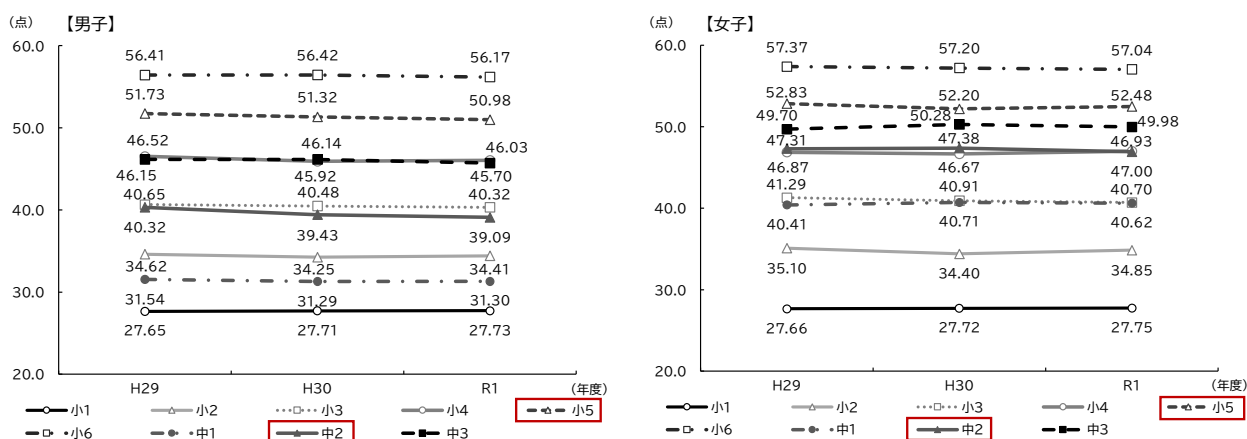 (点) 【男子】
60.0
56.41 56.42 56.17
51.73 51.32 50.98
50.0
46.52 46.14 46.03
46.15 45.92 45.70
40.65 40.48 40.32
40.0
40.32 39.43 39.09
34.62 34.25 34.41
31.54 31.29 31.30
30.0
27.65 27.71 27.73
20.0
H29 H30 R1 (年度)
小1 小2 小3 小4 小5
小6 中1 中2 中3
(点) 【女子】
60.0
57.37 57.20 57.04
52.83 52.20 52.48
49.70 50.28 49.98
50.0
47.31 47.38 46.93
46.87 46.67 47.00
41.29 40.91 40.70
40.0
40.41 40.71 40.62
35.10 34.40 34.85
30.0
27.66 27.72 27.75
20.0
H29 H30 R1 (年度)
小1 小2 小3 小4 小5
小6 中1 中2 中3